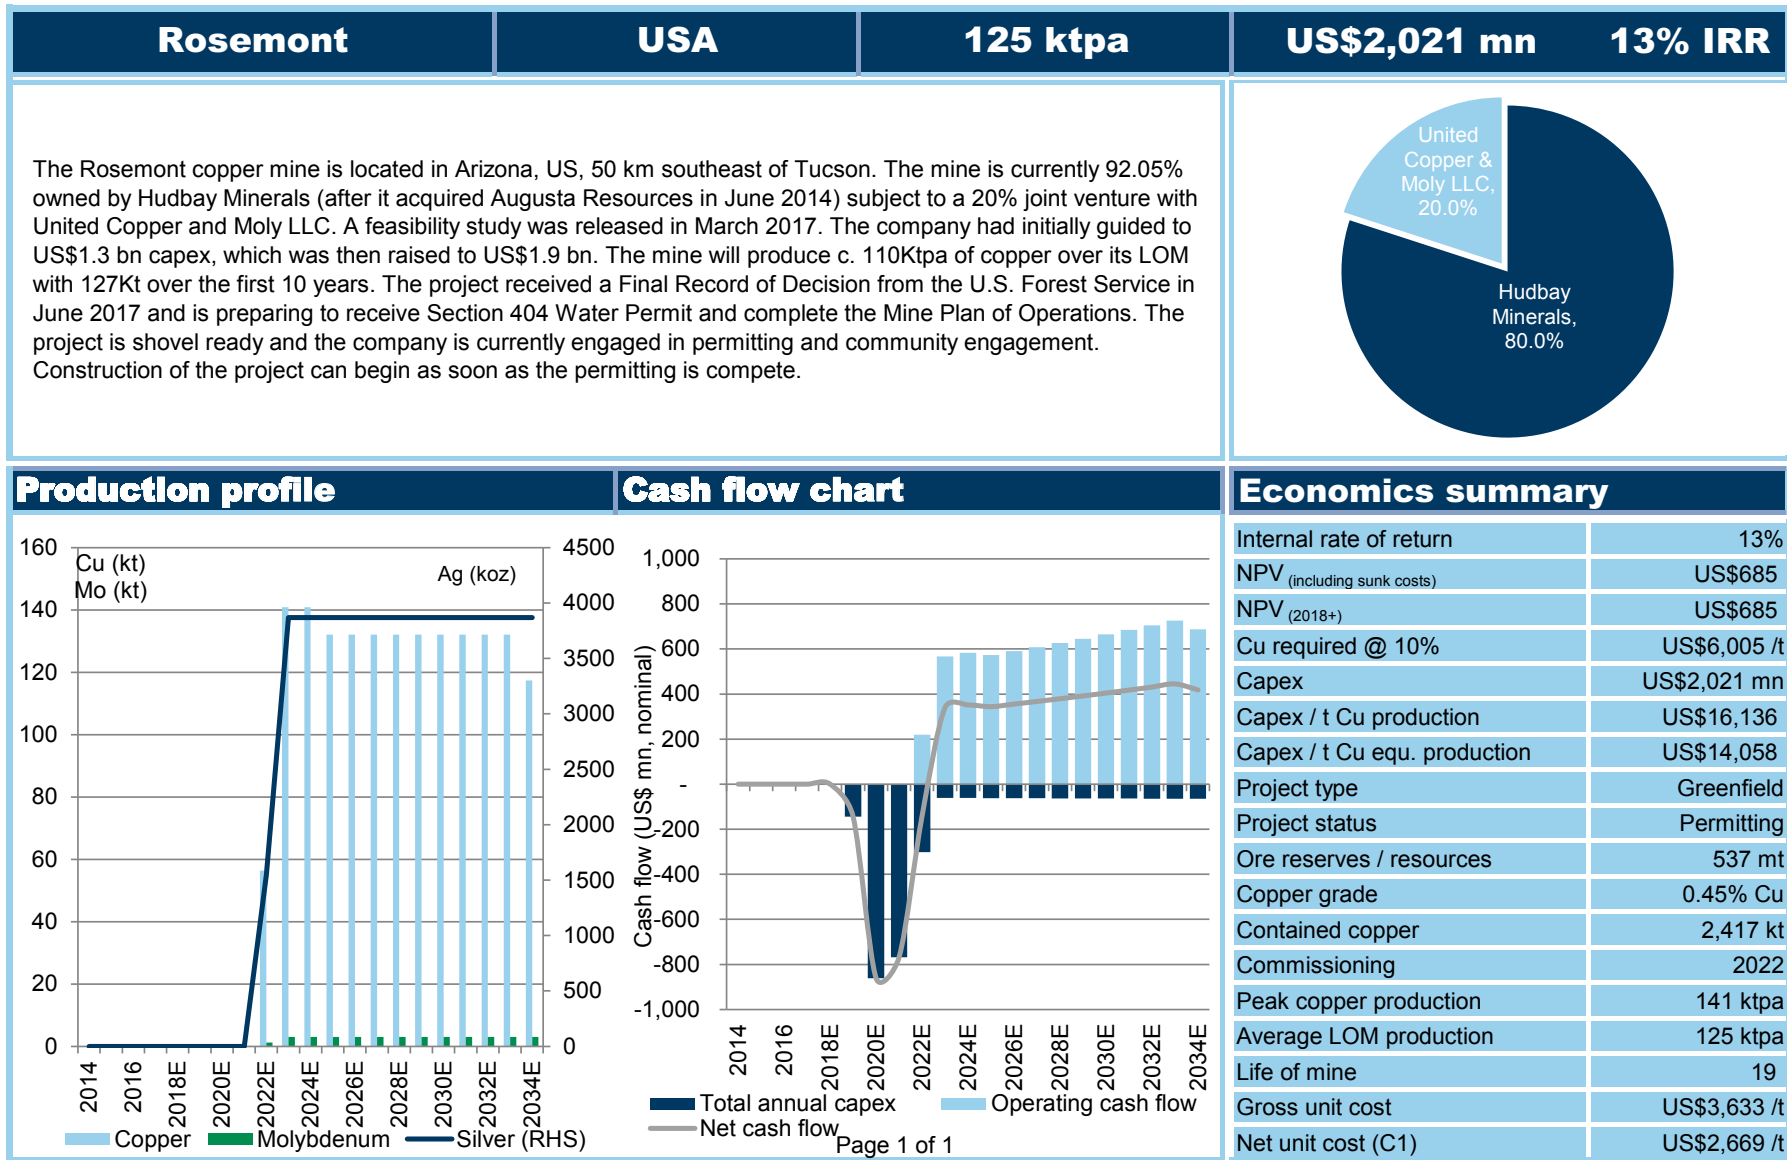 Rosemont
USA
125 ktpa
US$2,021 mn
13% IRR
The Rosemont copper mine is located in Arizona, US, 50 km southeast of Tucson. The mine is currently 92.05%
owned by Hudbay Minerals (after it acquired Augusta Resources in June 2014) subject to a 20% joint venture with
United Copper and Moly LLC. A feasibility study was released in March 2017. The company had initially guided to
US$1.3 bn capex, which was then raised to US$1.9 bn. The mine will produce c. 110Ktpa of copper over its LOM
with 127Kt over the first 10 years. The project received a Final Record of Decision from the U.S. Forest Service in
June 2017 and is preparing to receive Section 404 Water Permit and complete the Mine Plan of Operations. The
project is shovel ready and the company is currently engaged in permitting and community engagement.
Construction of the project can begin as soon as the permitting is compete.
United
Copper &
Moly LLC,
20.0%
Hudbay
Minerals,
80.0%
Production profile
160
140
120
100
80
60
40
20
0
Cu (kt)
Mo (kt)
Ag (koz)
4500
4000
3500
3000
2500
2000
1500
1000
500
0
2014
2016
2018E
2020E
2022E
2024E
2026E
2028E
2030E
2032E
2034E
Copper
Molybdenum
Silver (RHS)
Cash flow chart
Cash flow (US$ mn, nominal)
1,000
800
600
400
200
-
-200
-400
-600
-800
-1,000
2014
2016
2018E
2020E
2022E
2024E
2026E
2028E
2030E
2032E
2034E
Total annual capex
Operating cash flow
Net cash flow
Page 1 of 1
Economics summary
Internal rate of return 13%
NPV (including sunk costs) US$685
NPV (2018+) US$685
Cu required @ 10% US$6,005 /t
Capex US$2,021 mn
Capex / t Cu production US$16,136
Capex / t Cu equ. production US$14,058
Project type Greenfield
Project status Permitting
Ore reserves / resources 537 mt
Copper grade 0.45% Cu
Contained copper 2,417 kt
Commissioning 2022
Peak copper production 141 ktpa
Average LOM production 125 ktpa
Life of mine 19
Gross unit cost US$3,633 /t
Net unit cost (C1) US$2,669 /t